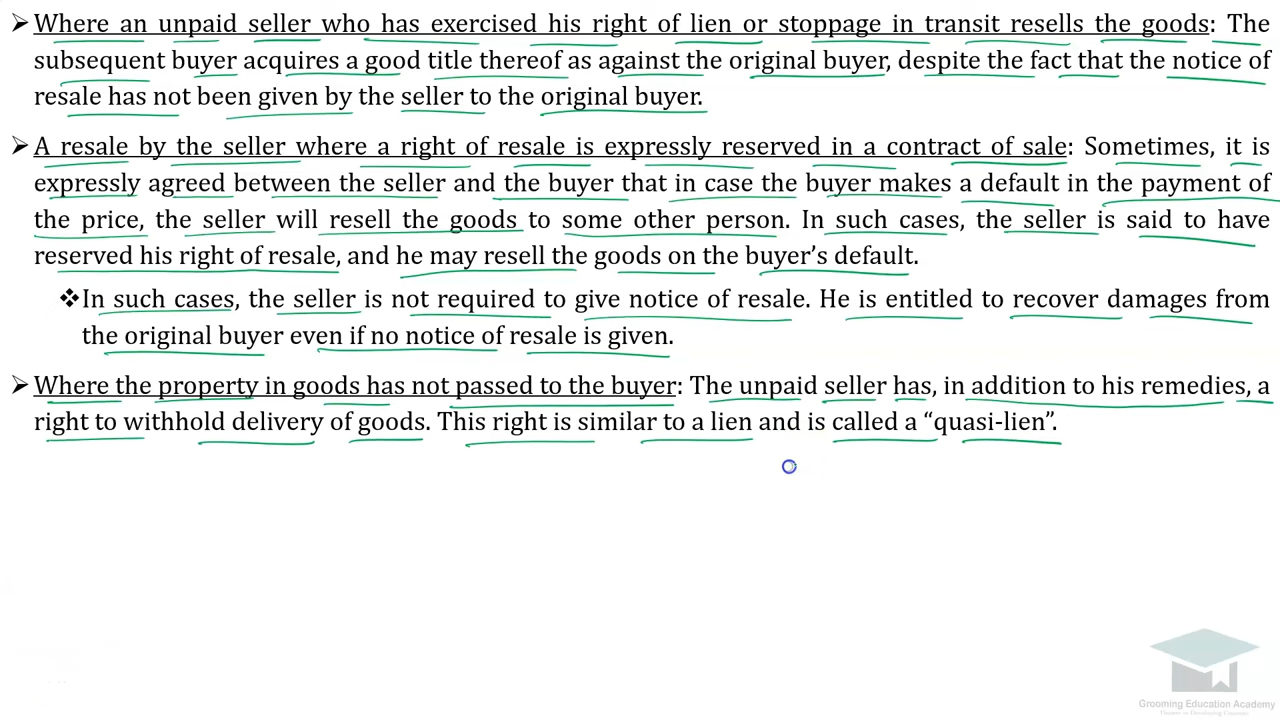 ➢Where an unpaid seller who has exercised his right of lien or stoppage in transit resells the goods: The
subsequent buyer acquires a good title thereof as against the original buyer, despite the fact that the notice of
resale has not been given by the seller to the original buyer.
➢A resale by the seller where a right of resale is expressly reserved in a contract of sale: Sometimes, it is
expressly agreed between the seller and the buyer that in case the buyer makes a default in the payment of
the price, the seller will resell the goods to some other person. In such cases, the seller is said to have
reserved his right of resale, and he may resell the goods on the buyer’s default.
❖In such cases, the seller is not required to give notice of resale. He is entitled to recover damages from
the original buyer even if no notice of resale is given.
➢Where the property in goods has not passed to the buyer: The unpaid seller has, in addition to his remedies, a
right to withhold delivery of goods. This right is similar to a lien and is called a “quasi-lien”.
Grooming Education Academy